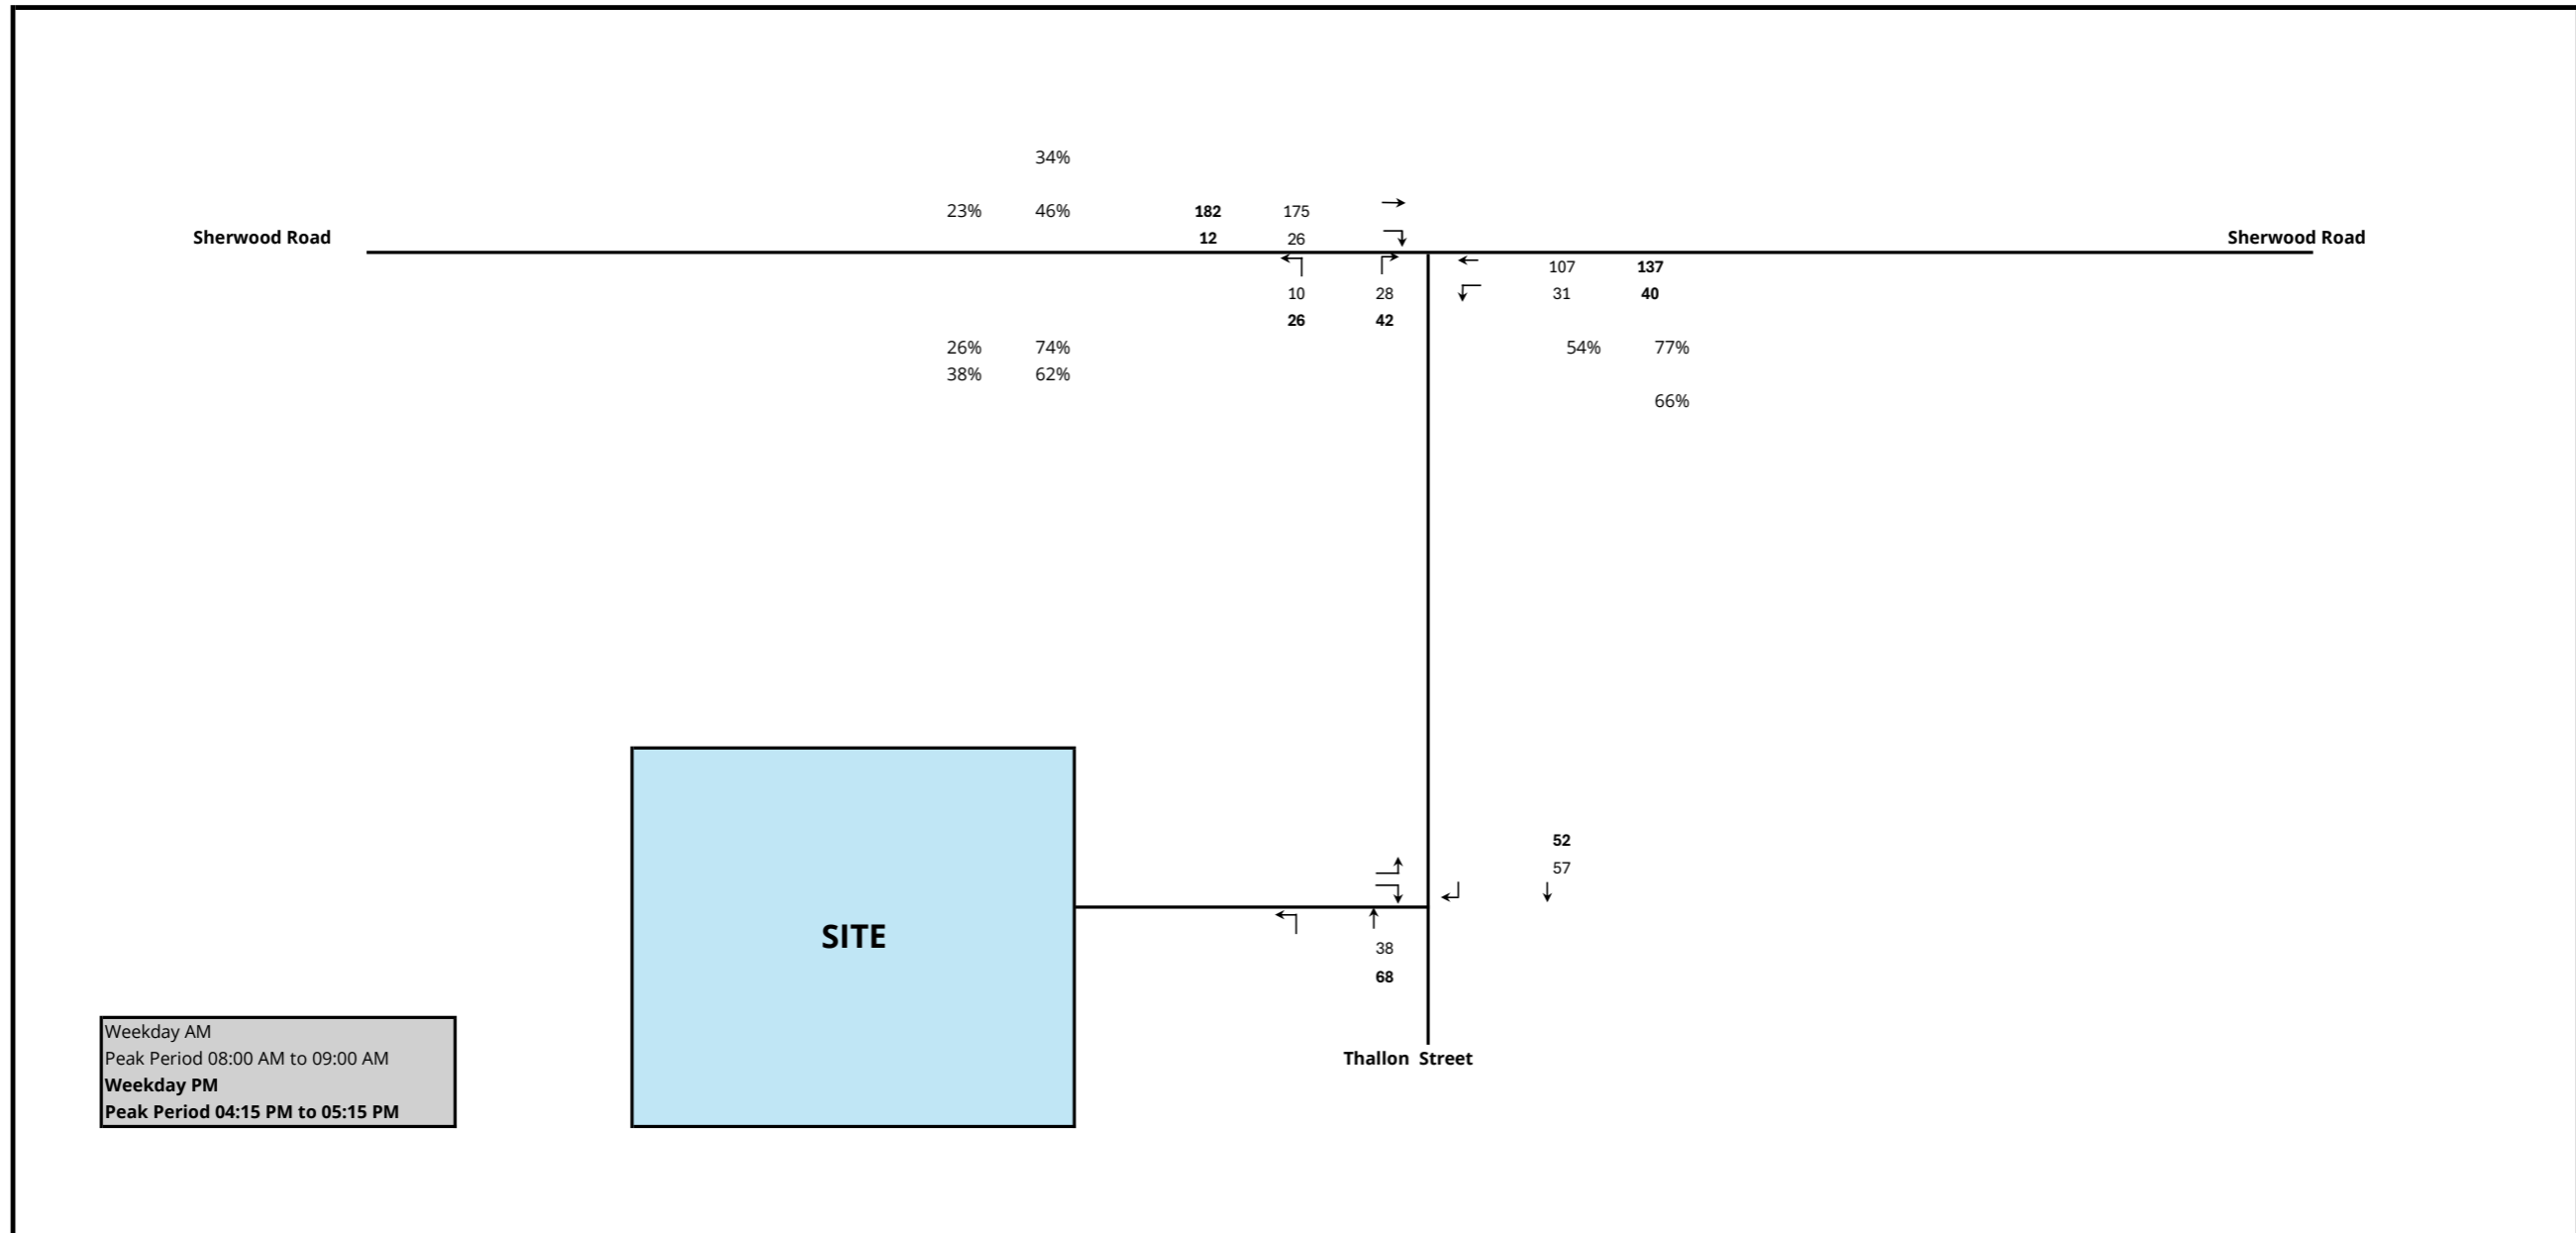 34%
23% 46% 182 175
Sherwood Road 12 26 Sherwood Road
107 137
10 28 31 40
26 42
26% 74% 54% 77%
38% 62%
66%
52
57
SITE
38
68
Weekday AM
Peak Period 08:00 AM to 09:00 AM
Thallon Street
Weekday PM
Peak Period 04:15 PM to 05:15 PM